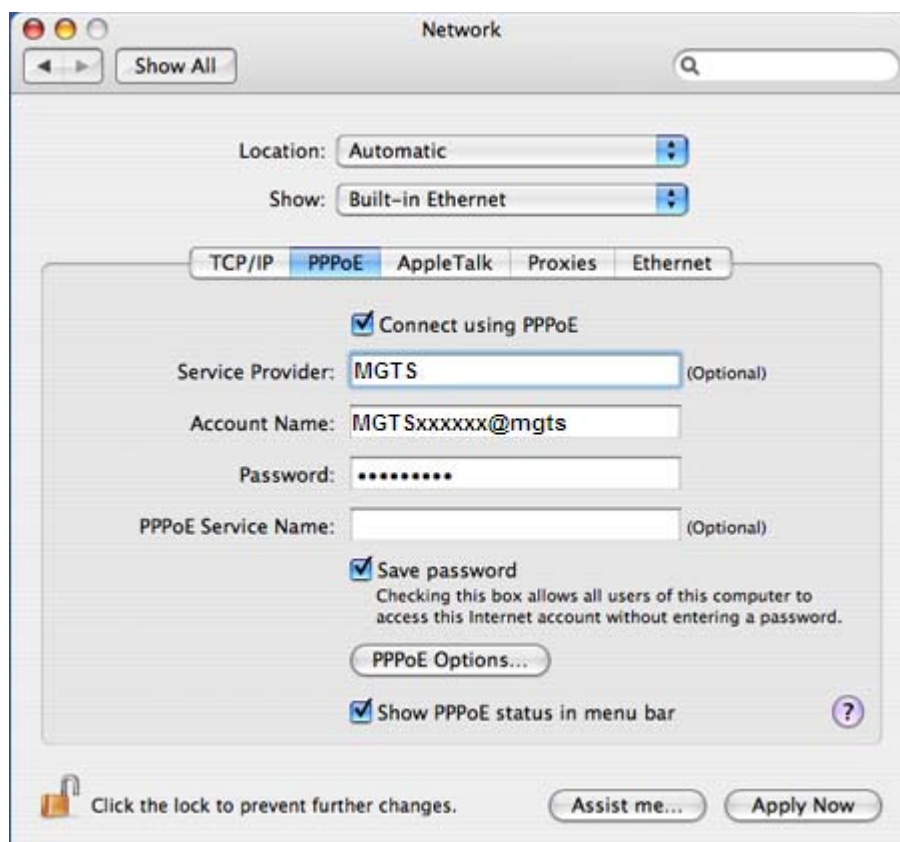 Network
Show All
Location: Automatic
Show: Built-in Ethernet
TCP/IP PPPoE AppleTalk Proxies Ethernet
Connect using PPPoE
Service Provider: MGTS (Optional)
Account Name: MGTSxxxxxx@mgts
Password: •••••••••
PPPoE Service Name: (Optional)
Save password
Checking this box allows all users of this computer to
access this Internet account without entering a password.
PPPoE Options...
Show PPPoE status in menu bar
?
Click the lock to prevent further changes. Assist me... Apply Now